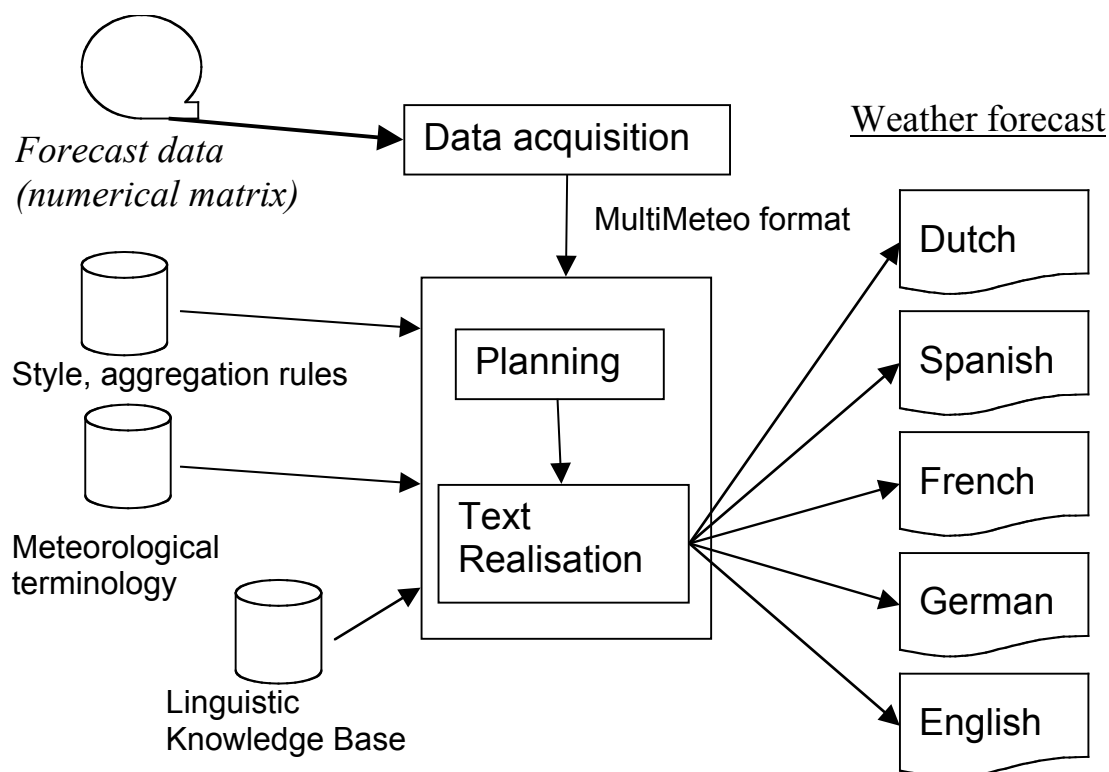 Forecast data
(numerical matrix)
Data acquisition
Weather forecast
MultiMeteo format
Style, aggregation rules
Meteorological
terminology
Linguistic
Knowledge Base
Planning
Text
Realisation
Dutch
Spanish
French
German
English